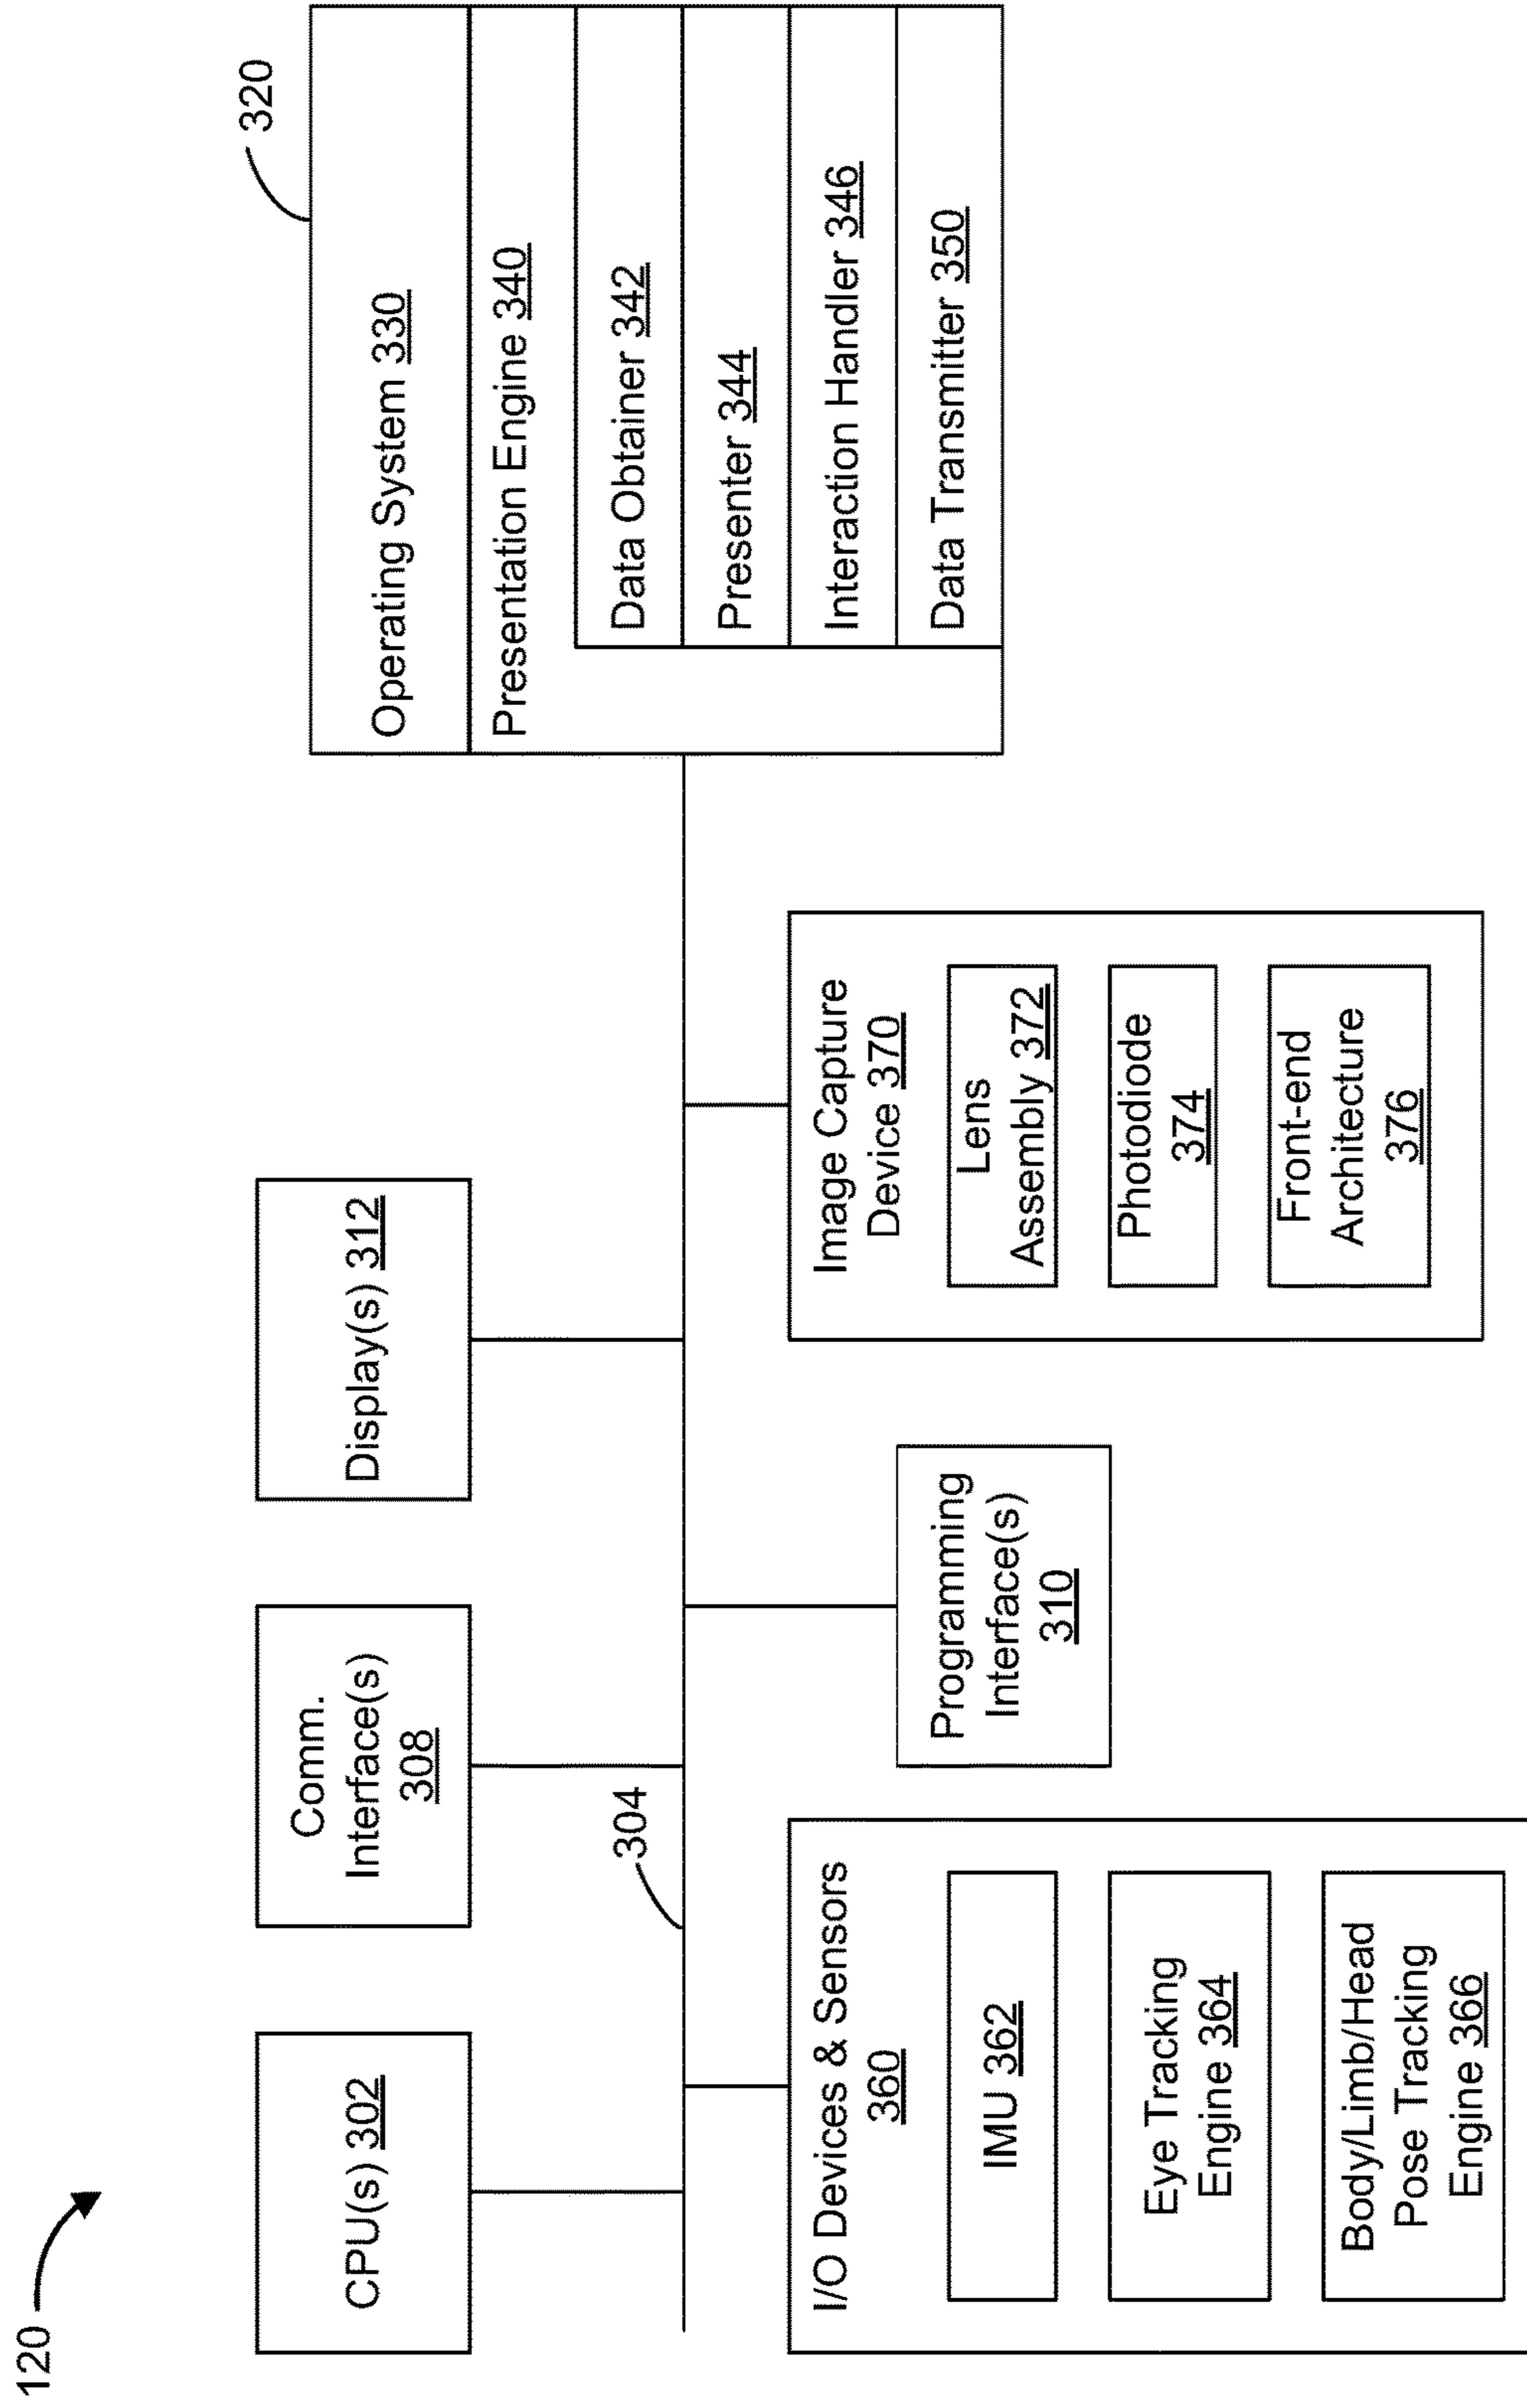 120
CPU(s) 302
Comm.
Interface(s)
308
Display(s) 312
304
320
Operating System 330
Presentation Engine 340
Data Obtainer 342
Presenter 344
Interaction Handler 346
Data Transmitter 350
I/O Devices & Sensors
360
IMU 362
Eye Tracking
Engine 364
Body/Limb/Head
Pose Tracking
Engine 366
Programming
Interface(s)
310
Image Capture
Device 370
Lens
Assembly 372
Photodiode
374
Front-end
Architecture
376